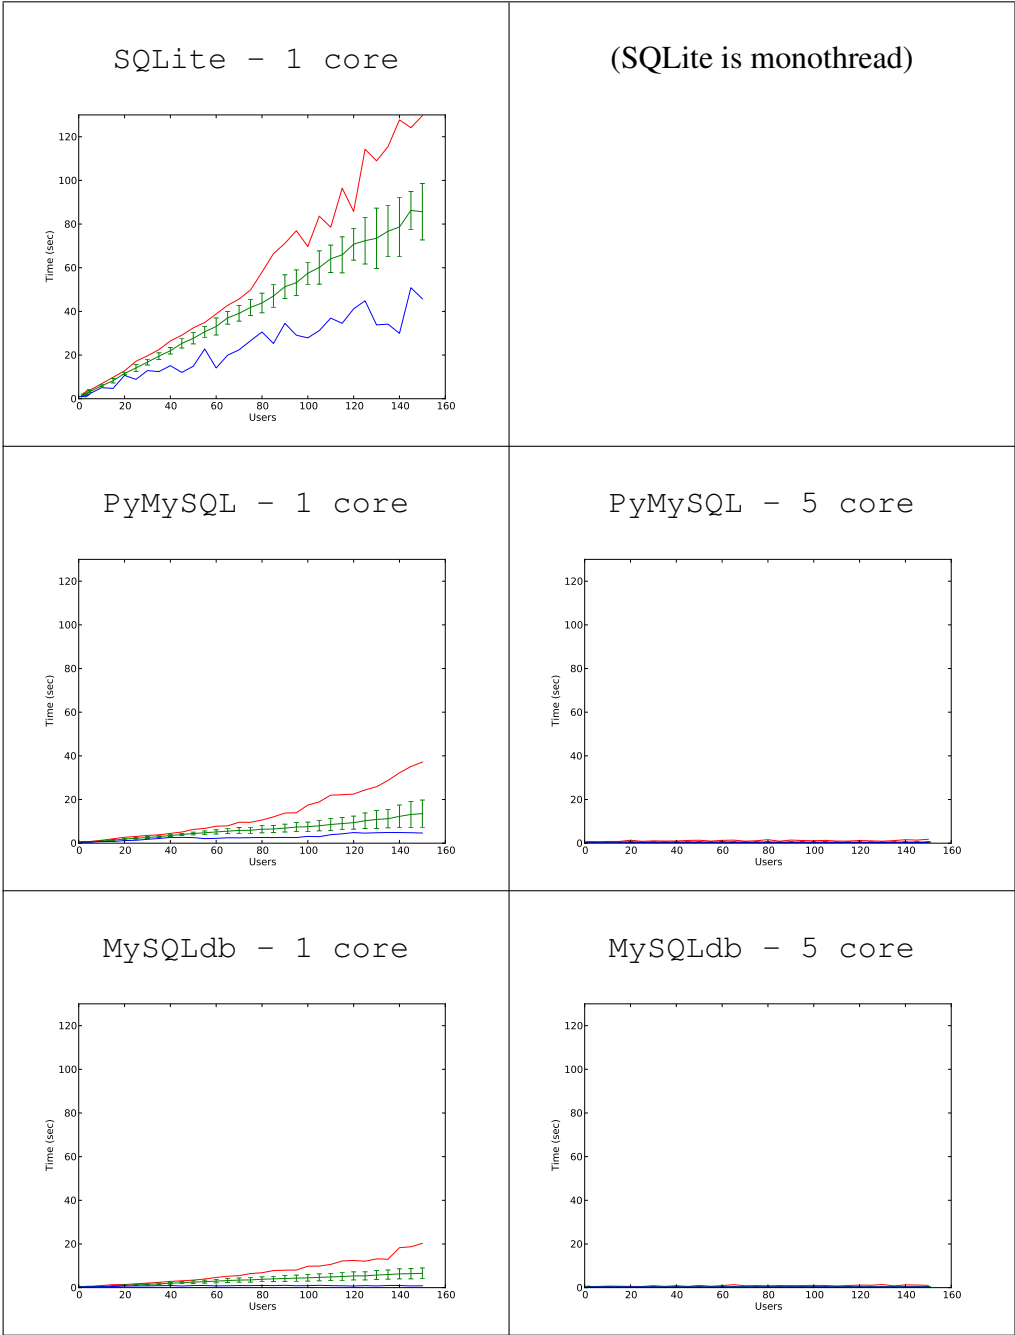 SQLite - 1 core
(SQLite is monothread)
120
100
80
60
40
20
0
Time (sec)
0 20 40 60 80 100 120 140 160
Users
PyMySQL - 1 core
PyMySQL - 5 core
120
100
80
60
40
20
0
Time (sec)
0 20 40 60 80 100 120 140 160
Users
120
100
80
60
40
20
0
Time (sec)
0 20 40 60 80 100 120 140 160
Users
MySQLdb - 1 core
MySQLdb - 5 core
120
100
80
60
40
20
0
Time (sec)
0 20 40 60 80 100 120 140 160
Users
120
100
80
60
40
20
0
Time (sec)
0 20 40 60 80 100 120 140 160
Users